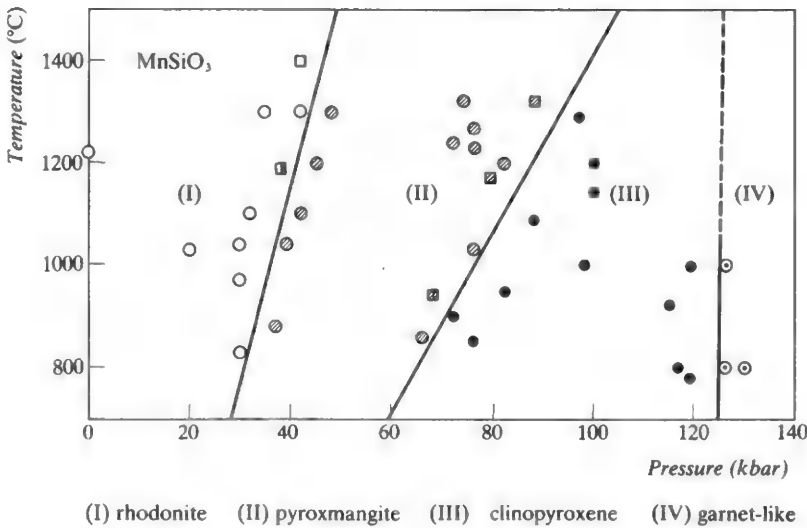 Temperature (°C)
1400
1200
1000
800
MnSiO₃
(I)
(II)
(III)
(IV)
0 20 40 60 80 100 120 140
Pressure (kbar)
(I) rhodonite (II) pyroxmangite (III) clinopyroxene (IV) garnet-like